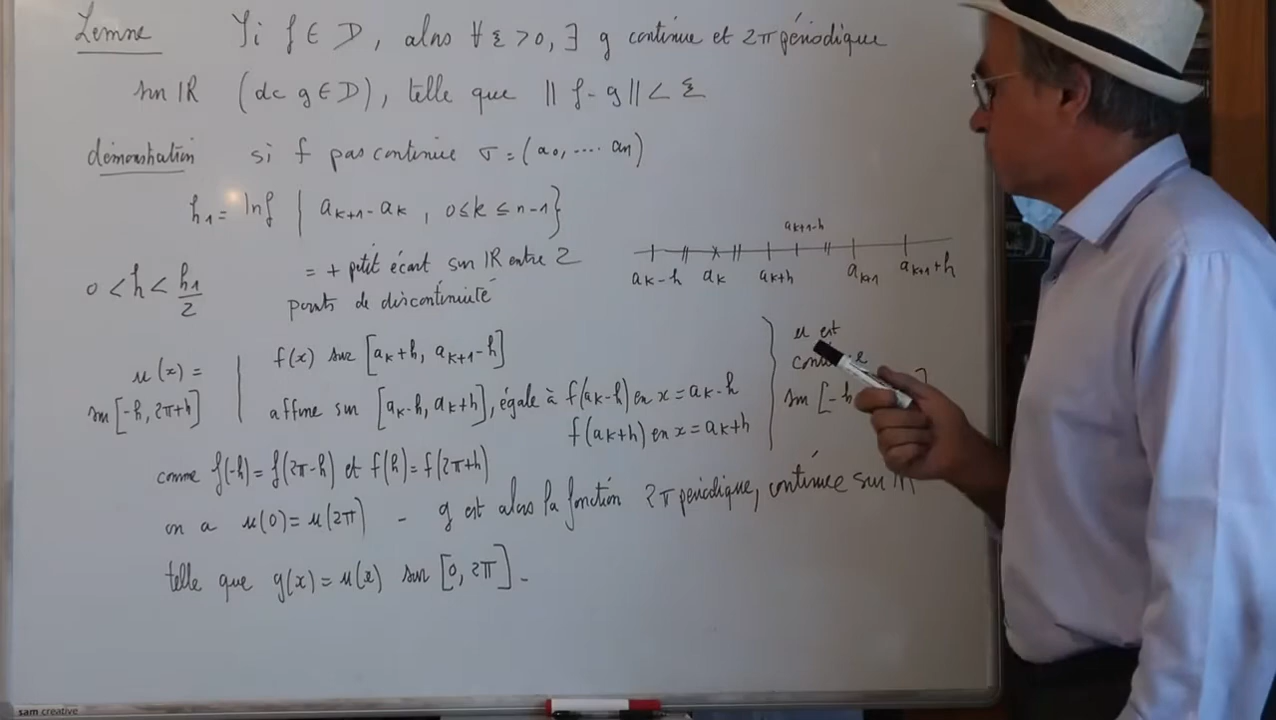 Lemme Si f ∈ D, alors ∀ ε > 0, ∃ g continue et 2π périodique
sur IR (dc g ∈ D), telle que || f - g || < ε
démonstration si f pas continue σ = (a₀, .... aₙ)
h₁ = Inf { aₖ₊₁ - aₖ , 0 ≤ k ≤ n-1 }
= + petit écart sur IR entre 2
points de discontinuité
0 < h < h₁/2
aₖ₊₁-h
aₖ-h aₖ aₖ+h aₖ₊₁ aₖ₊₁+h
u(x) = f(x) sur [aₖ+h, aₖ₊₁-h]
sur [-h, 2π+h] affine sur [aₖ-h, aₖ+h], égale à f(aₖ-h) en x = aₖ-h
f(aₖ+h) en x = aₖ+h
u est
sur [-h
comme f(-h) = f(2π-h) et f(h) = f(2π+h)
on a u(0) = u(2π) - g est alors la fonction 2π périodique, continue sur IR
telle que g(x) = u(x) sur [0, 2π] -
sam creative